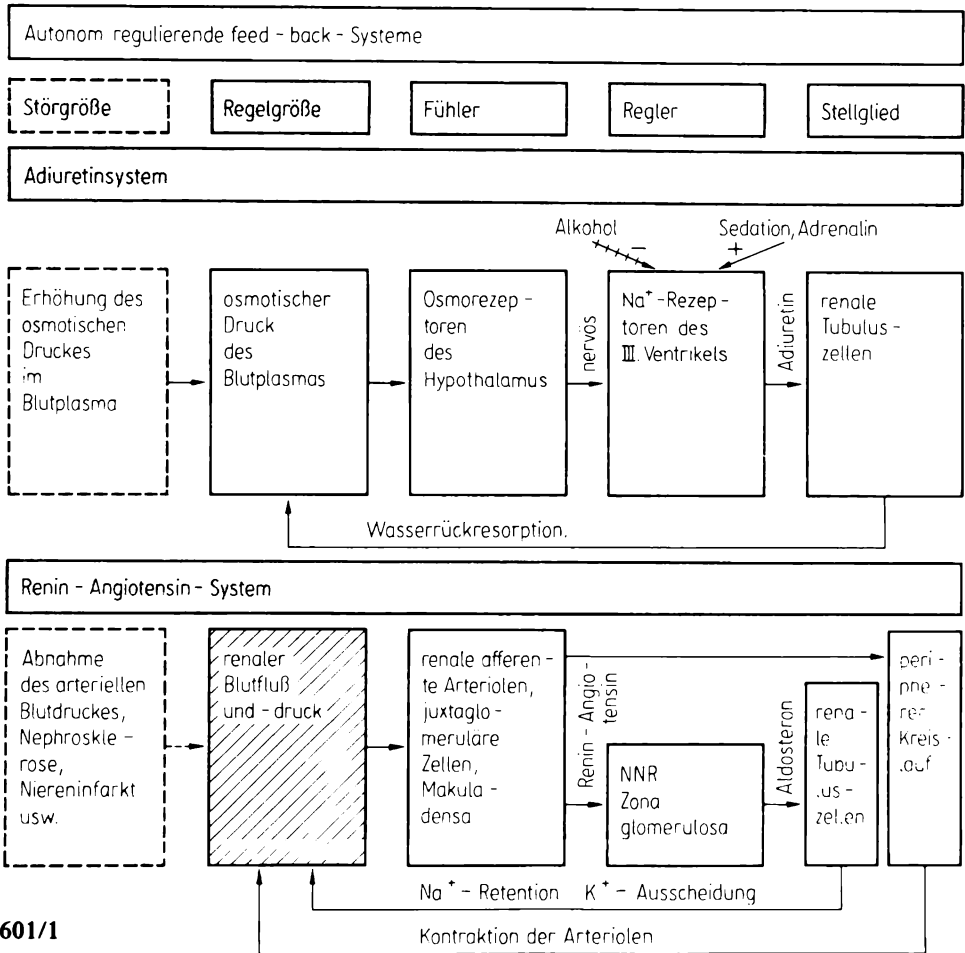 Autonom regulierende feed - back - Systeme
Störgröße
Regelgröße
Fühler
Regler
Stellglied
Adiuretinsystem
Alkohol
−
+
Sedation, Adrenalin
Erhöhung des
osmotischen
Druckes
im
Blutplasma
osmotischer
Druck
des
Blutplasmas
Osmorezep -
toren
des
Hypothalamus
nervös
Na⁺ - Rezep -
toren des
III. Ventrikels
Adiuretin
renale
Tubulus -
zellen
Wasserrückresorption.
Renin - Angiotensin - System
Abnahme
des arteriellen
Blutdruckes,
Nephroskle -
rose,
Niereninfarkt
usw.
renaler
Blutfluß
und - druck
renale afferen -
te Arteriolen,
juxtaglo -
meruläre
Zellen,
Makula -
densa
Renin - Angio -
tensin
NNR
Zona
glomerulosa
Aldosteron
rena -
le
Tubu -
lus -
zellen
peri -
phe -
rer
Kreis -
lauf
Na⁺ - Retention K⁺ - Ausscheidung
Kontraktion der Arteriolen
601/1